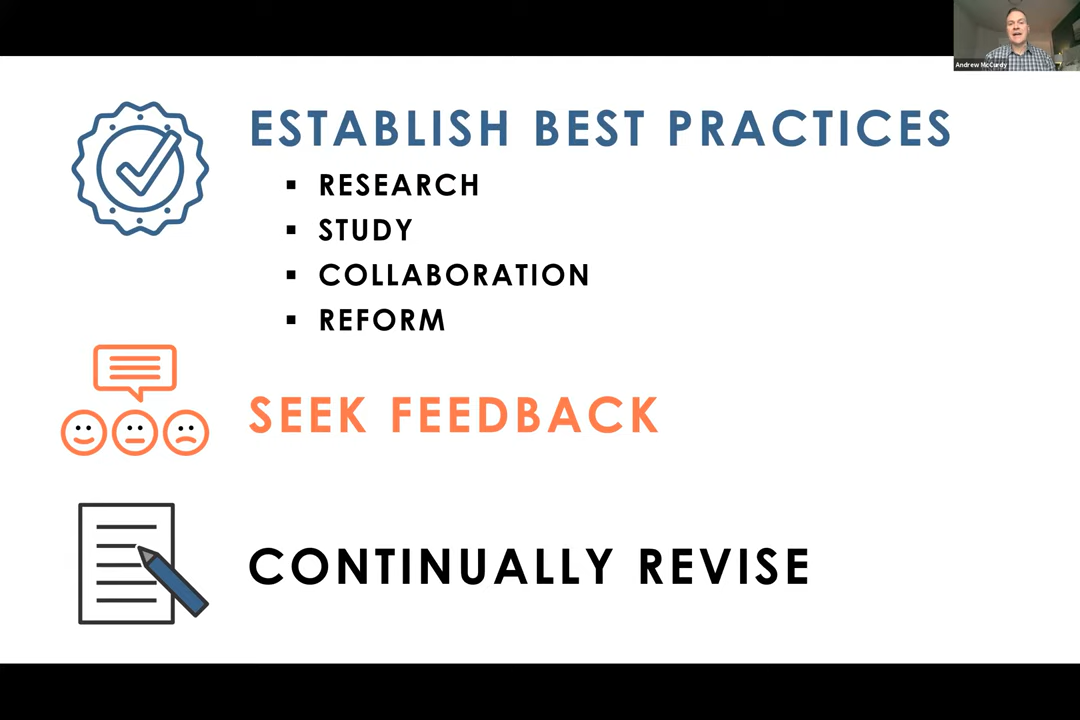 Andrew McCurdy
ESTABLISH BEST PRACTICES
▪ RESEARCH
▪ STUDY
▪ COLLABORATION
▪ REFORM
SEEK FEEDBACK
CONTINUALLY REVISE